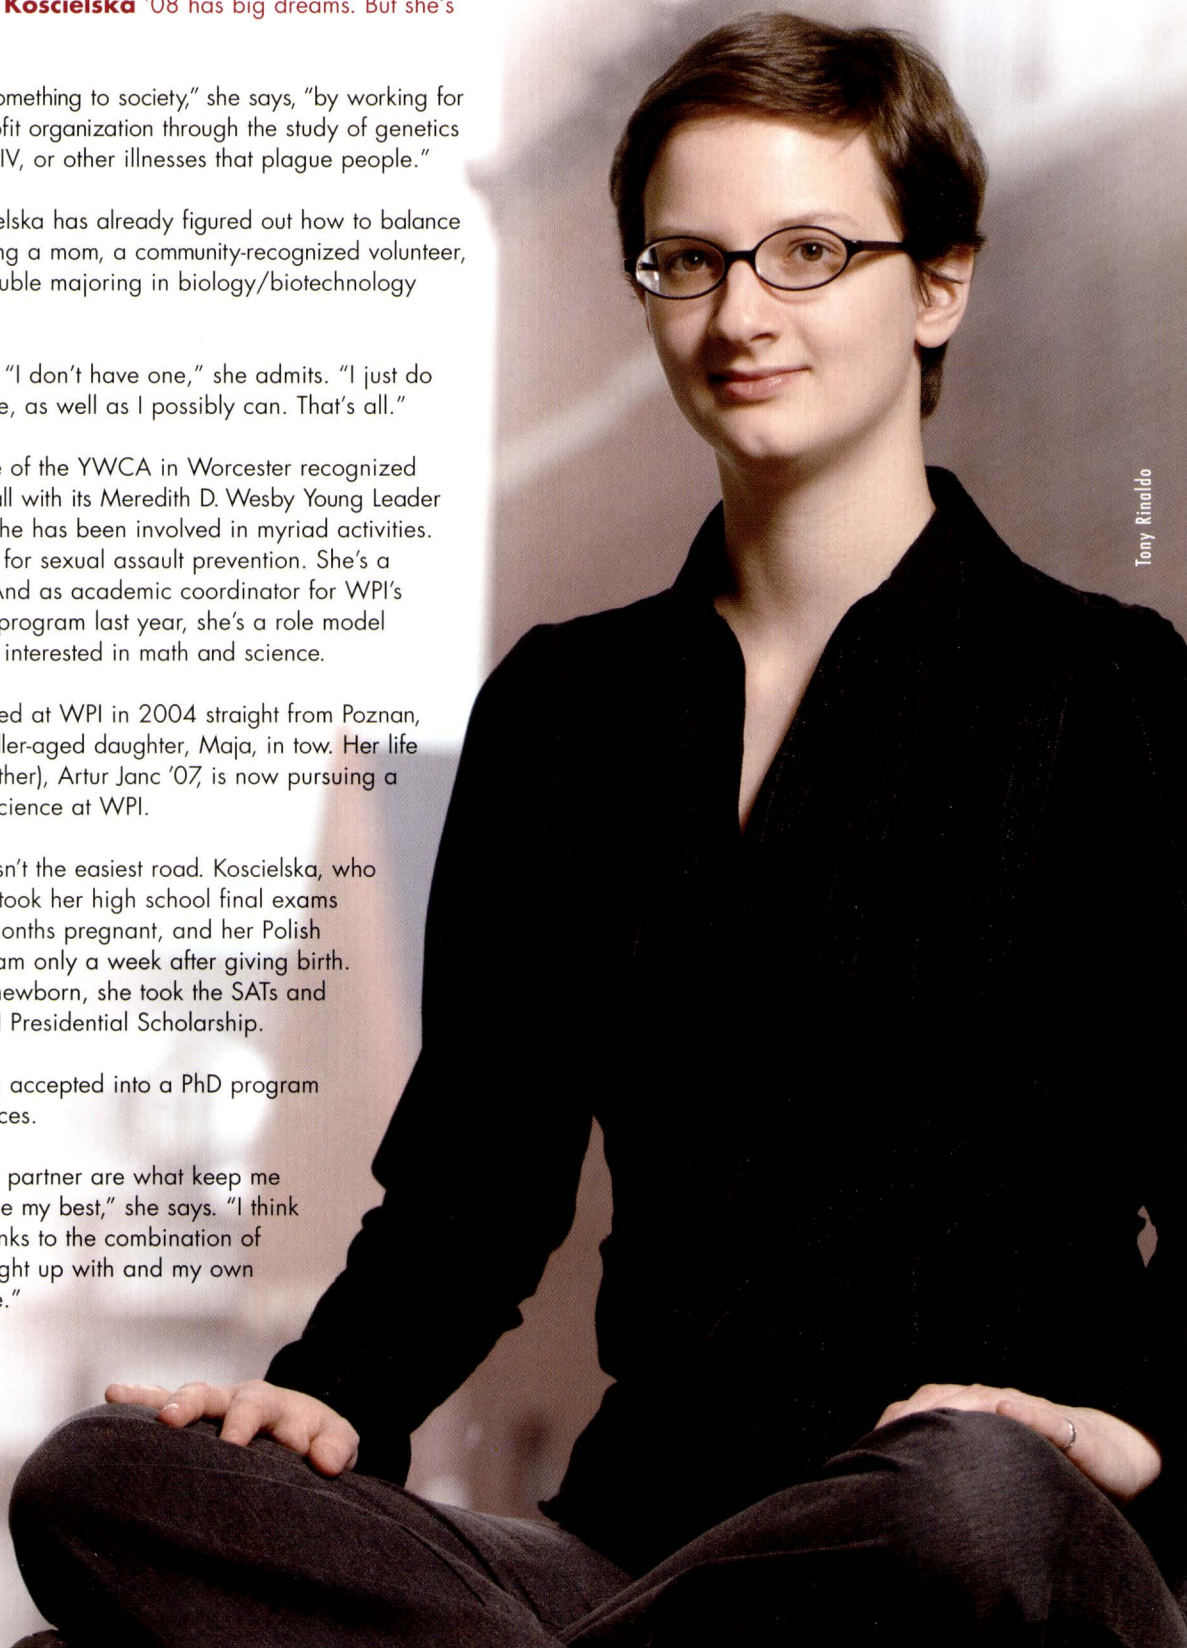 Koscielska '08 has big dreams. But she's
omething to society," she says, "by working for
ofit organization through the study of genetics
IV, or other illnesses that plague people."
elska has already figured out how to balance
ng a mom, a community-recognized volunteer,
uble majoring in biology/biotechnology
"I don't have one," she admits. "I just do
e, as well as I possibly can. That's all."
e of the YWCA in Worcester recognized
all with its Meredith D. Wesby Young Leader
he has been involved in myriad activities.
for sexual assault prevention. She's a
And as academic coordinator for WPI's
program last year, she's a role model
interested in math and science.
ed at WPI in 2004 straight from Poznan,
ller-aged daughter, Maja, in tow. Her life
ther), Artur Janc '07, is now pursuing a
cience at WPI.
sn't the easiest road. Koscielska, who
took her high school final exams
onths pregnant, and her Polish
am only a week after giving birth.
newborn, she took the SATs and
l Presidential Scholarship.
accepted into a PhD program
ces.
partner are what keep me
e my best," she says. "I think
nks to the combination of
ght up with and my own
e."
Tony Rinaldo